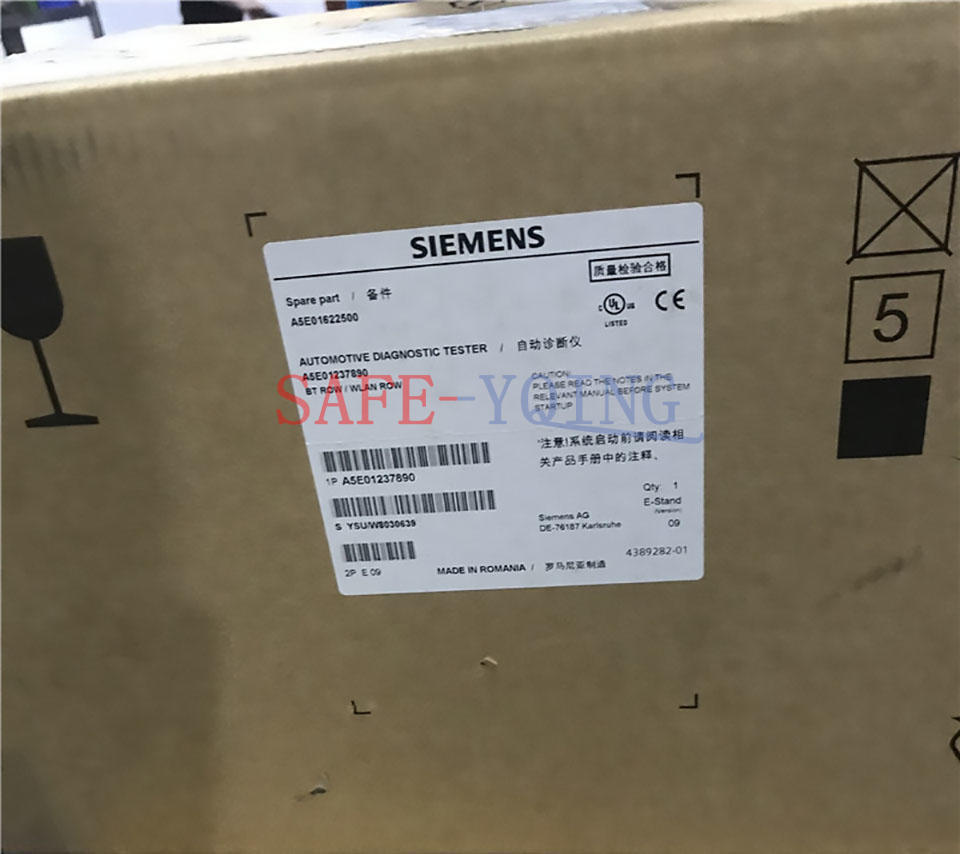 SIEMENS
质量检验合格
Spare part / 备件
A5E01622500
C UL US
LISTED
CE
AUTOMOTIVE DIAGNOSTIC TESTER / 自动诊断仪
A5E01237890
BT ROW / WLAN ROW
CAUTION!
PLEASE READ THE NOTES IN THE
RELEVANT MANUAL BEFORE SYSTEM
STARTUP
SAFE-YQING
注意!系统启动前请阅读相
关产品手册中的注释、
1P A5E01237890
Qty: 1
E-Stand
(Version)
09
S YSU/W8030639
Siemens AG
DE-76187 Karlsruhe
4389282-01
2P E 09
MADE IN ROMANIA / 罗马尼亚制造
5